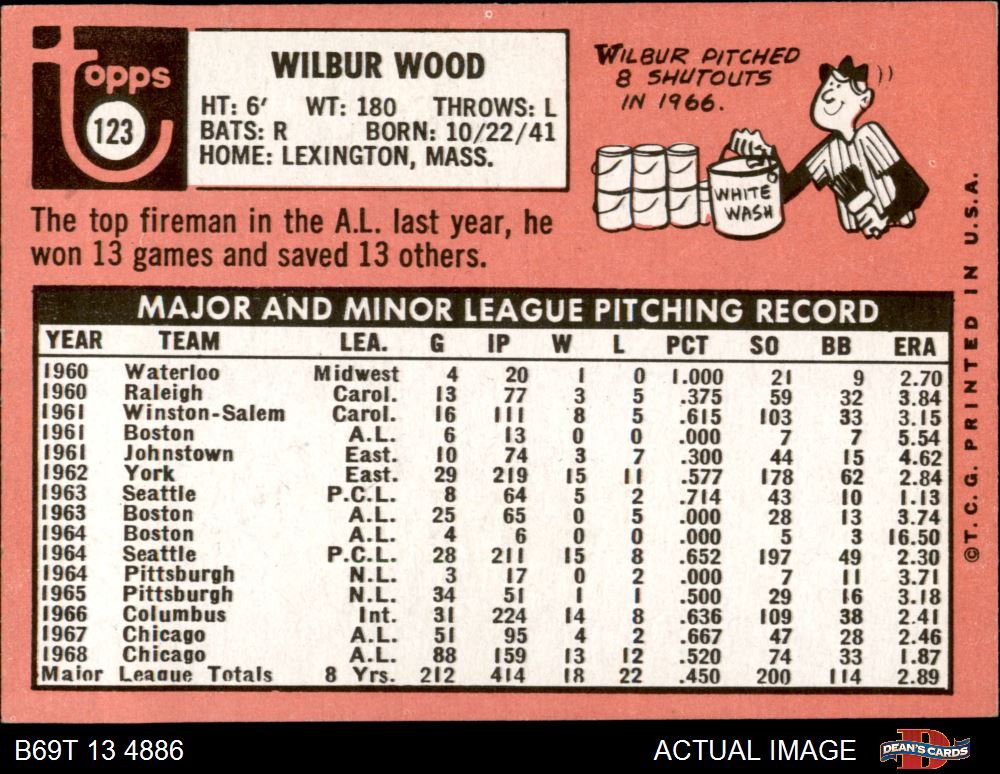 Topps
123
WILBUR WOOD
HT: 6' WT: 180 THROWS: L
BATS: R BORN: 10/22/41
HOME: LEXINGTON, MASS.
WILBUR PITCHED
8 SHUTOUTS
IN 1966.
WHITE
WASH
The top fireman in the A.L. last year, he
won 13 games and saved 13 others.
MAJOR AND MINOR LEAGUE PITCHING RECORD
YEAR TEAM LEA. G IP W L PCT SO BB ERA
1960 Waterloo Midwest 4 20 1 0 1.000 21 9 2.70
1960 Raleigh Carol. 13 77 3 5 .375 59 32 3.84
1961 Winston-Salem Carol. 16 111 8 5 .615 103 33 3.15
1961 Boston A.L. 6 13 0 0 .000 7 7 5.54
1961 Johnstown East. 10 74 3 7 .300 44 15 4.62
1962 York East. 29 219 15 11 .577 178 62 2.84
1963 Seattle P.C.L. 8 64 5 2 .714 43 10 1.13
1963 Boston A.L. 25 65 0 5 .000 28 13 3.74
1964 Boston A.L. 4 6 0 0 .000 5 3 16.50
1964 Seattle P.C.L. 28 211 15 8 .652 197 49 2.30
1964 Pittsburgh N.L. 3 17 0 2 .000 7 11 3.71
1965 Pittsburgh N.L. 34 51 1 1 .500 29 16 3.18
1966 Columbus Int. 31 224 14 8 .636 109 38 2.41
1967 Chicago A.L. 51 95 4 2 .667 47 28 2.46
1968 Chicago A.L. 88 159 13 12 .520 74 33 1.87
Major League Totals 8 Yrs. 212 414 18 22 .450 200 114 2.89
©T.C.G. PRINTED IN U.S.A.
B69T 13 4886 ACTUAL IMAGE
DEAN'S CARDS